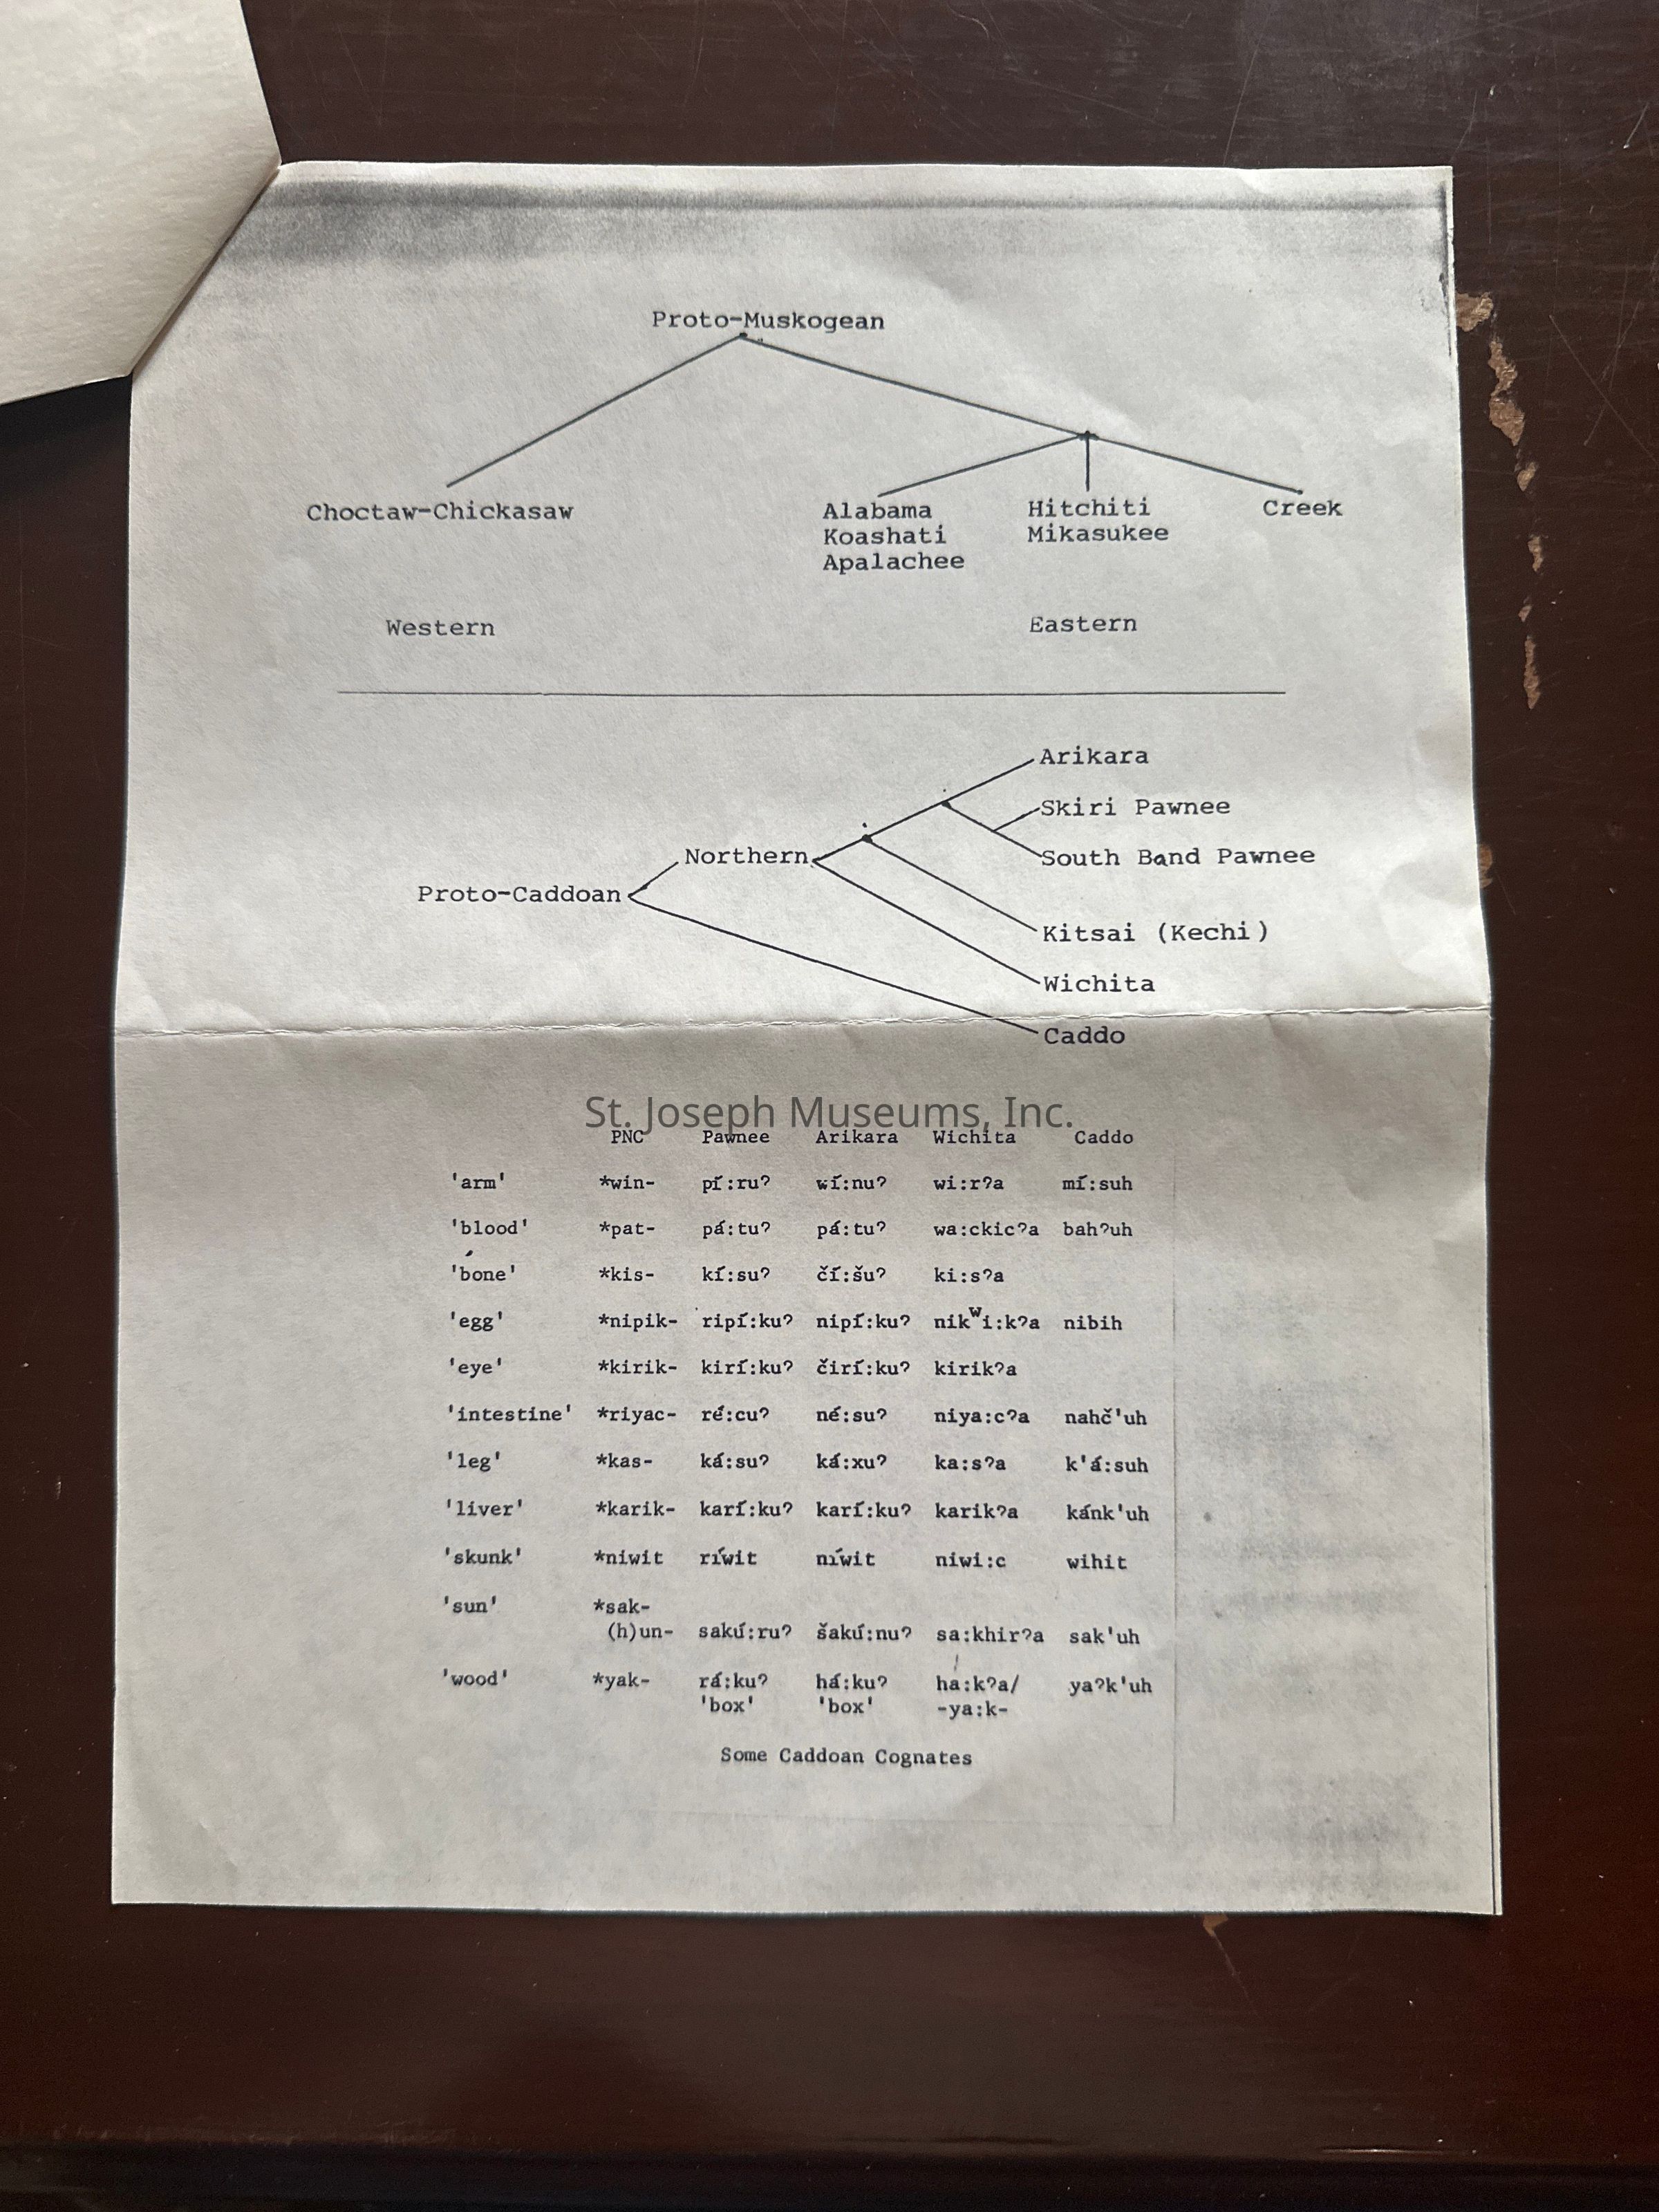 Proto-Muskogean
Choctaw-Chickasaw Alabama Hitchiti Creek
Koashati Mikasukee
Apalachee
Western Eastern
Arikara
Skiri Pawnee
Northern South Band Pawnee
Proto-Caddoan
Kitsai (Kechi)
Wichita
Caddo
St. Joseph Museums, Inc.
PNC Pawnee Arikara Wichita Caddo
'arm' *win- pí:ruʔ wí:nuʔ wi:rʔa mí:suh
'blood' *pat- pá:tuʔ pá:tuʔ wa:ckicʔa bahʔuh
'bone' *kis- kí:suʔ čí:šuʔ ki:sʔa
'egg' *nipik- ripí:kuʔ nipí:kuʔ nikʷi:kʔa nibih
'eye' *kirik- kirí:kuʔ čirí:kuʔ kirikʔa
'intestine' *riyac- ré:cuʔ né:suʔ niya:cʔa nahč'uh
'leg' *kas- ká:suʔ ká:xuʔ ka:sʔa k'á:suh
'liver' *karik- karí:kuʔ karí:kuʔ karikʔa kánk'uh
'skunk' *niwit ríwit níwit niwi:c wihit
'sun' *sak-
(h)un- sakú:ruʔ šakú:nuʔ sa:khirʔa sak'uh
'wood' *yak- rá:kuʔ há:kuʔ ha:kʔa/ yaʔk'uh
'box' 'box' -ya:k-
Some Caddoan Cognates